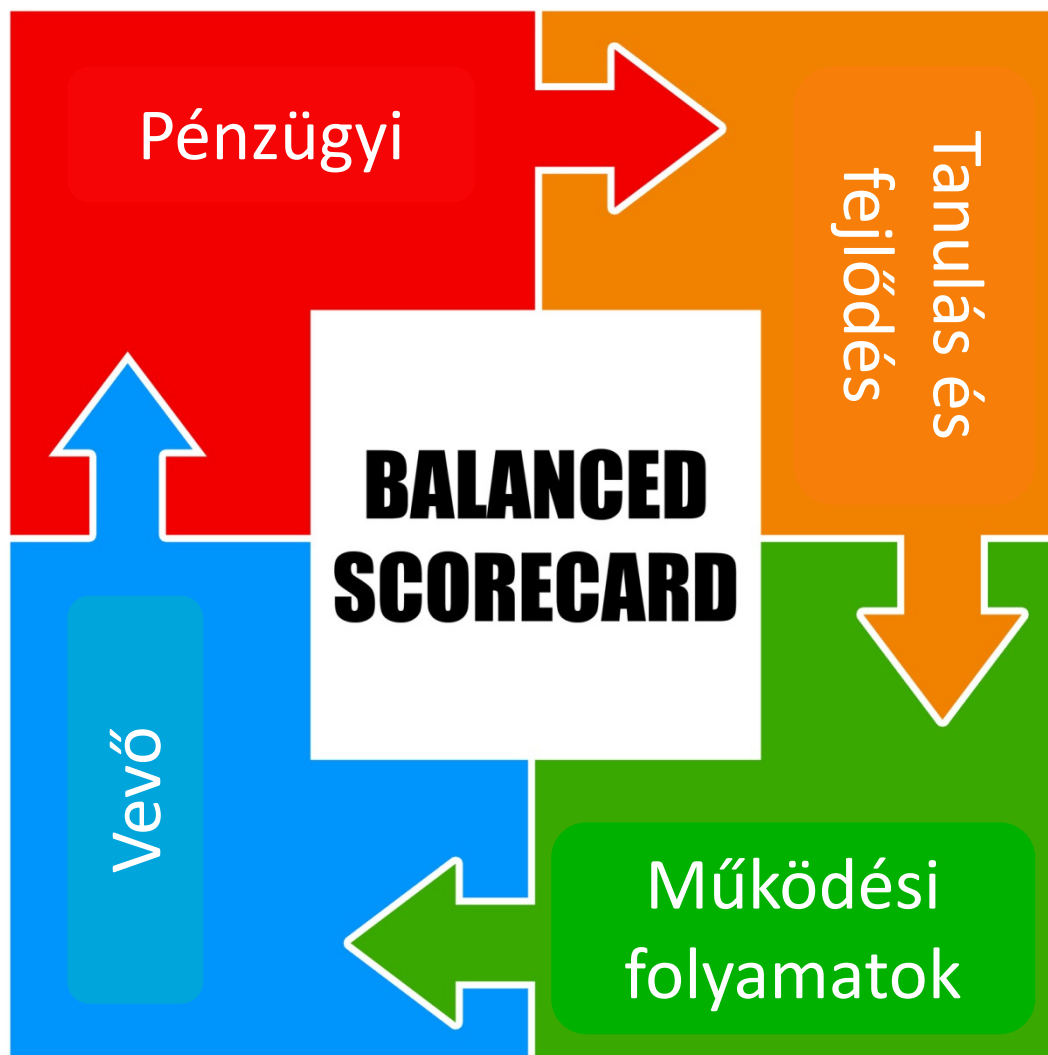 Pénzügyi
Tanulás és
fejlődés
BALANCED
SCORECARD
Vevő
Működési
folyamatok